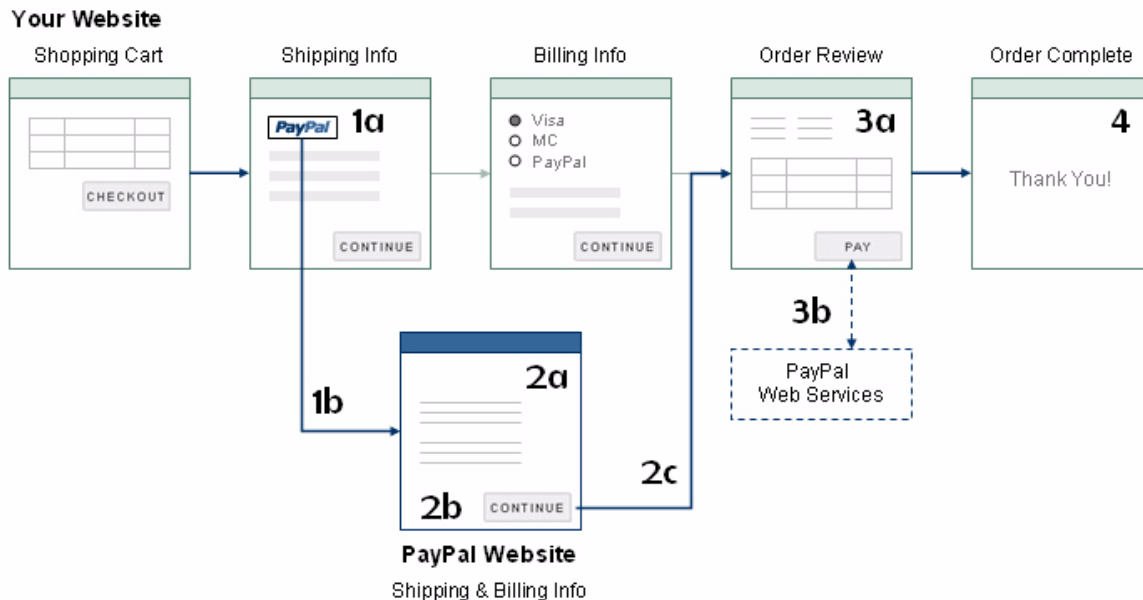 Your Website
Shopping Cart
Shipping Info
Billing Info
Order Review
Order Complete
CHECKOUT
PayPal
1a
CONTINUE
Visa
MC
PayPal
CONTINUE
3a
PAY
4
Thank You!
1b
2a
2b
CONTINUE
2c
3b
PayPal
Web Services
PayPal Website
Shipping & Billing Info